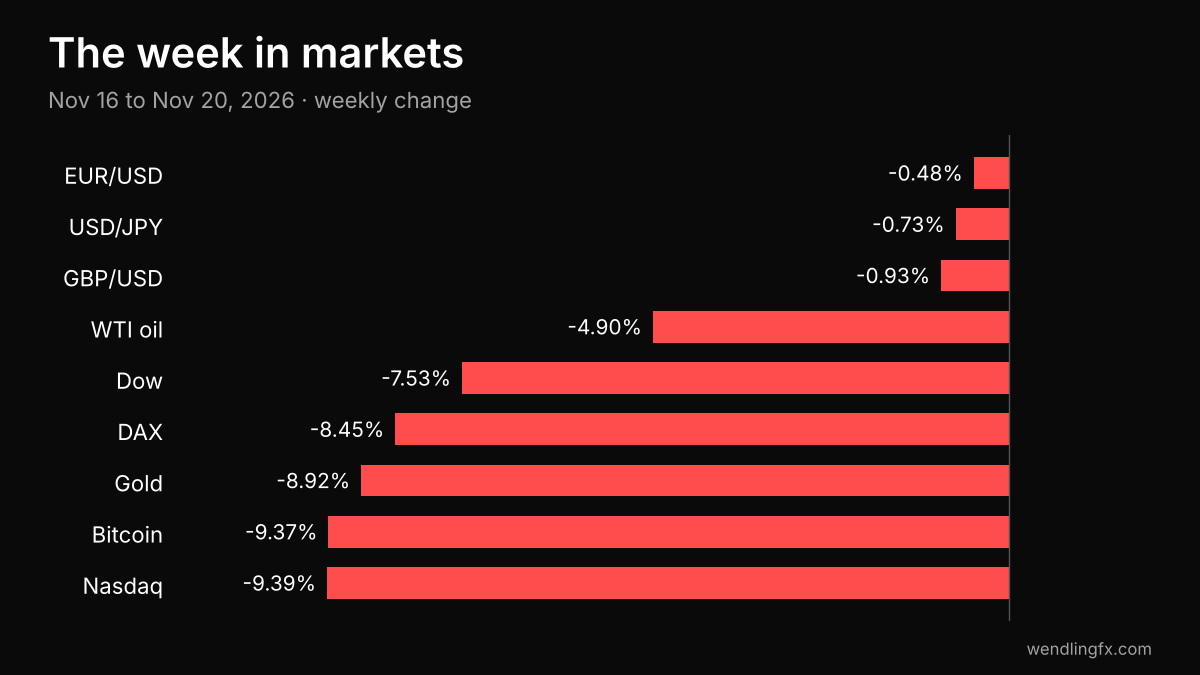 The week in markets
Nov 16 to Nov 20, 2026 · weekly change
EUR/USD -0.48%
USD/JPY -0.73%
GBP/USD -0.93%
WTI oil -4.90%
Dow -7.53%
DAX -8.45%
Gold -8.92%
Bitcoin -9.37%
Nasdaq -9.39%
wendlingfx.com